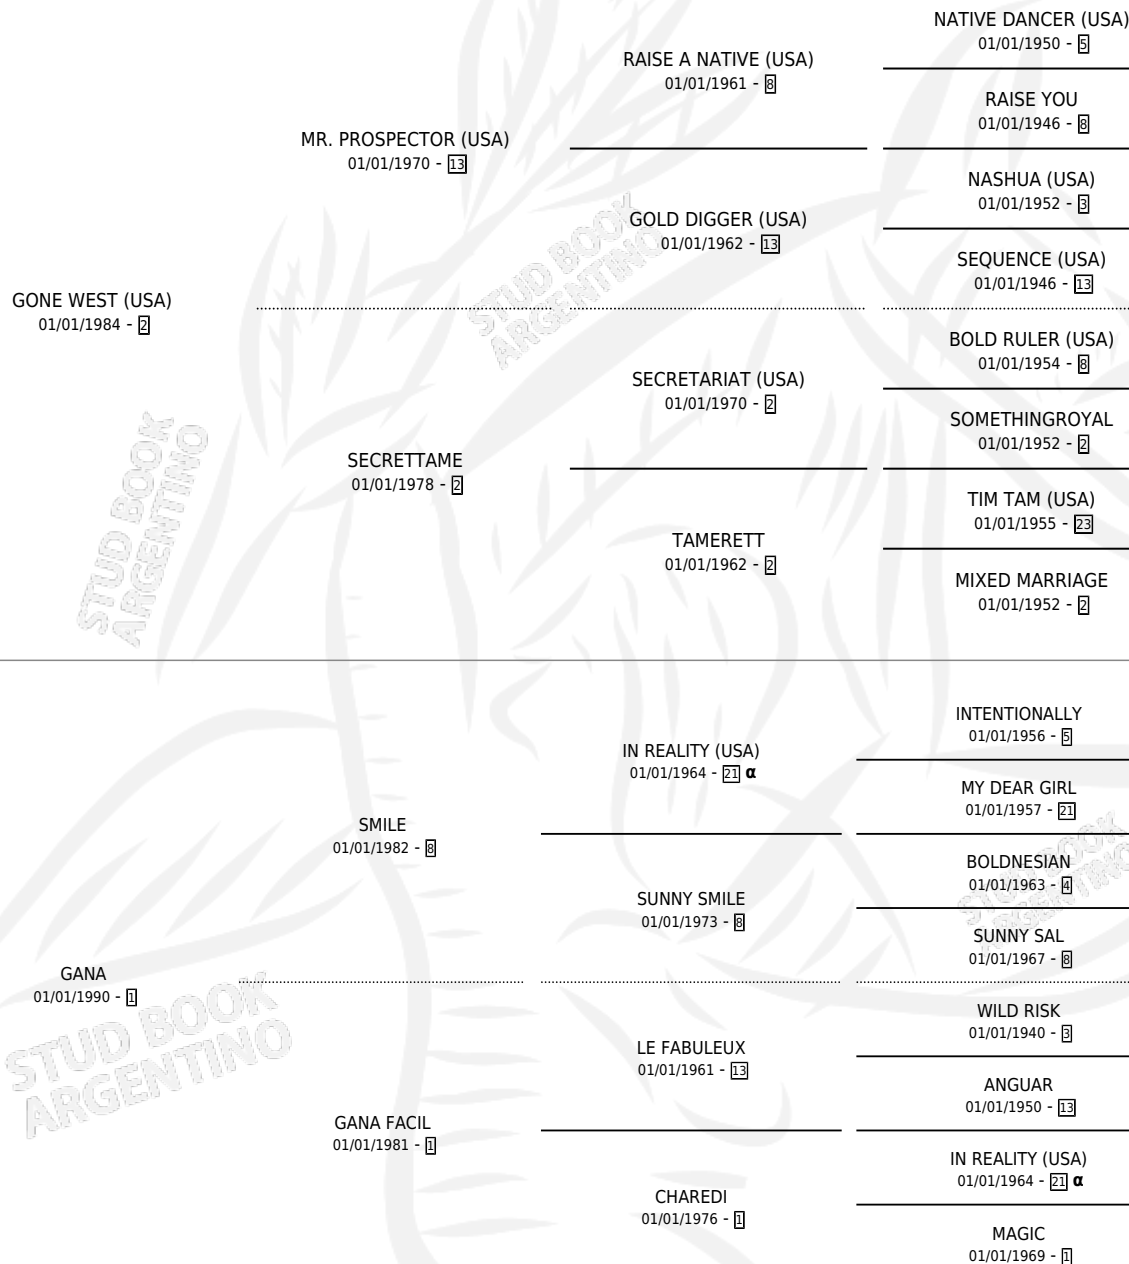 NATIVE DANCER (USA)
01/01/1950 - 5
RAISE A NATIVE (USA)
01/01/1961 - 8
RAISE YOU
01/01/1946 - 8
MR. PROSPECTOR (USA)
01/01/1970 - 13
NASHUA (USA)
01/01/1952 - 3
GOLD DIGGER (USA)
01/01/1962 - 13
SEQUENCE (USA)
01/01/1946 - 13
GONE WEST (USA)
01/01/1984 - 2
BOLD RULER (USA)
01/01/1954 - 8
SECRETARIAT (USA)
01/01/1970 - 2
SOMETHINGROYAL
01/01/1952 - 2
SECRETTAME
01/01/1978 - 2
TIM TAM (USA)
01/01/1955 - 23
TAMERETT
01/01/1962 - 2
MIXED MARRIAGE
01/01/1952 - 2
INTENTIONALLY
01/01/1956 - 5
IN REALITY (USA)
01/01/1964 - 21 α
MY DEAR GIRL
01/01/1957 - 21
SMILE
01/01/1982 - 8
BOLDNESIAN
01/01/1963 - 4
SUNNY SMILE
01/01/1973 - 8
SUNNY SAL
01/01/1967 - 8
GANA
01/01/1990 - 1
WILD RISK
01/01/1940 - 3
LE FABULEUX
01/01/1961 - 13
ANGUAR
01/01/1950 - 13
GANA FACIL
01/01/1981 - 1
IN REALITY (USA)
01/01/1964 - 21 α
CHAREDI
01/01/1976 - 1
MAGIC
01/01/1969 - 1
STUD BOOK
ARGENTINO
STUD BOOK
ARGENTINO
STUD BOOK
ARGENTINO
STUD BOOK
ARGENTINO